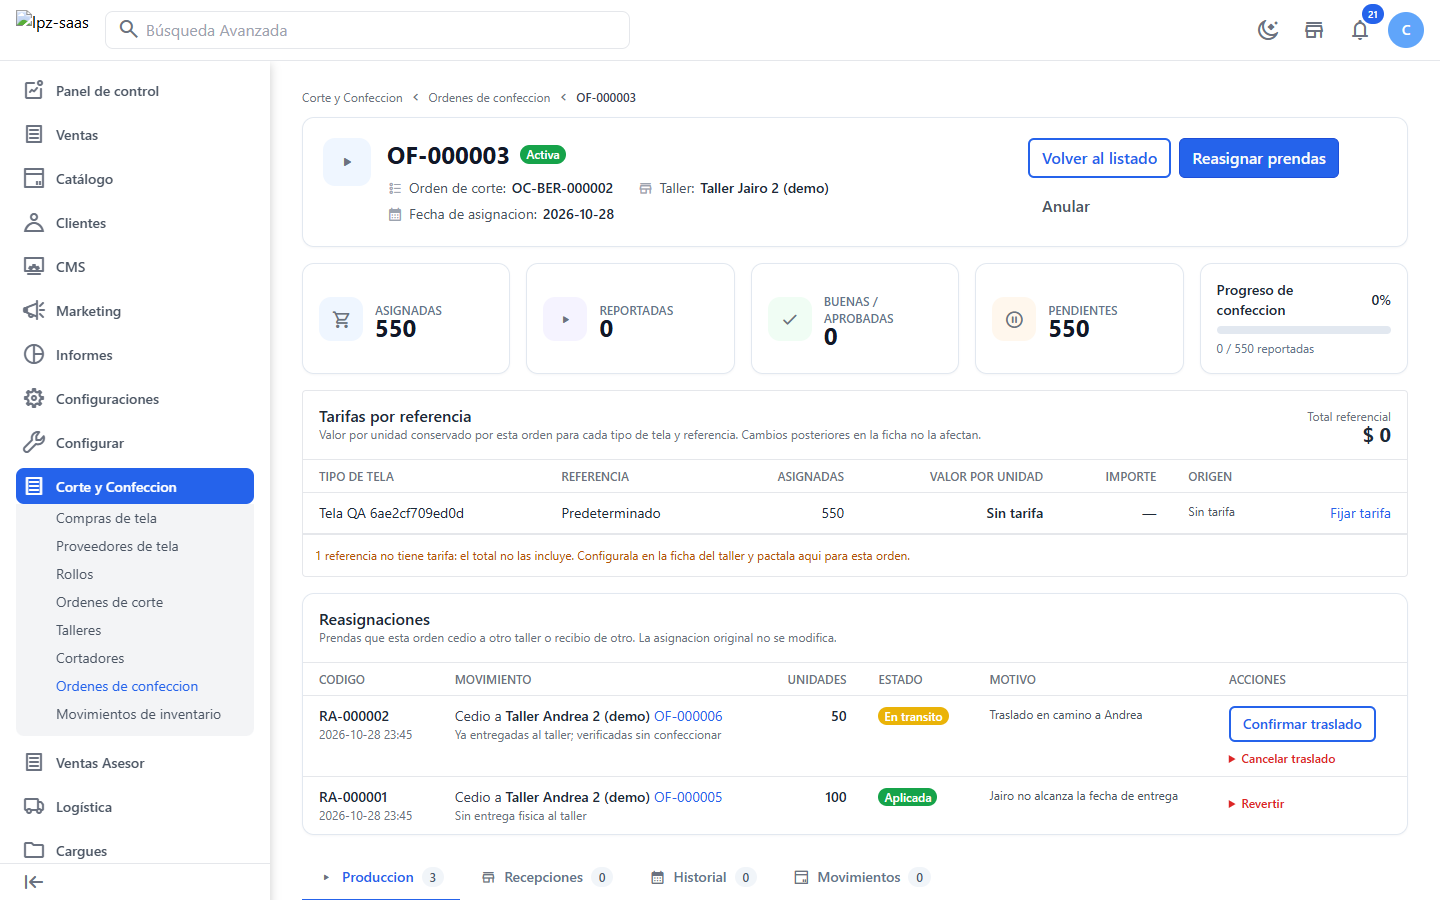 lpz-saas
Búsqueda Avanzada
21
C
Panel de control
Ventas
Catálogo
Clientes
CMS
Marketing
Informes
Configuraciones
Configurar
Corte y Confeccion
Compras de tela
Proveedores de tela
Rollos
Ordenes de corte
Talleres
Cortadores
Ordenes de confeccion
Movimientos de inventario
Ventas Asesor
Logística
Cargues
Corte y Confeccion < Ordenes de confeccion < OF-000003
OF-000003 Activa
Orden de corte: OC-BER-000002 Taller: Taller Jairo 2 (demo)
Fecha de asignacion: 2026-10-28
Volver al listado Reasignar prendas
Anular
ASIGNADAS
550
REPORTADAS
0
BUENAS /
APROBADAS
0
PENDIENTES
550
Progreso de
confeccion
0%
0 / 550 reportadas
Tarifas por referencia
Valor por unidad conservado por esta orden para cada tipo de tela y referencia. Cambios posteriores en la ficha no la afectan.
Total referencial
$ 0
TIPO DE TELA REFERENCIA ASIGNADAS VALOR POR UNIDAD IMPORTE ORIGEN
Tela QA 6ae2cf709ed0d Predeterminado 550 Sin tarifa — Sin tarifa Fijar tarifa
1 referencia no tiene tarifa: el total no las incluye. Configurala en la ficha del taller y pactala aqui para esta orden.
Reasignaciones
Prendas que esta orden cedio a otro taller o recibio de otro. La asignacion original no se modifica.
CODIGO MOVIMIENTO UNIDADES ESTADO MOTIVO ACCIONES
RA-000002 Cedio a Taller Andrea 2 (demo) OF-000006 50 En transito Traslado en camino a Andrea Confirmar traslado
2026-10-28 23:45 Ya entregadas al taller; verificadas sin confeccionar
Cancelar traslado
RA-000001 Cedio a Taller Andrea 2 (demo) OF-000005 100 Aplicada Jairo no alcanza la fecha de entrega Revertir
2026-10-28 23:45 Sin entrega fisica al taller
Produccion 3 Recepciones 0 Historial 0 Movimientos 0